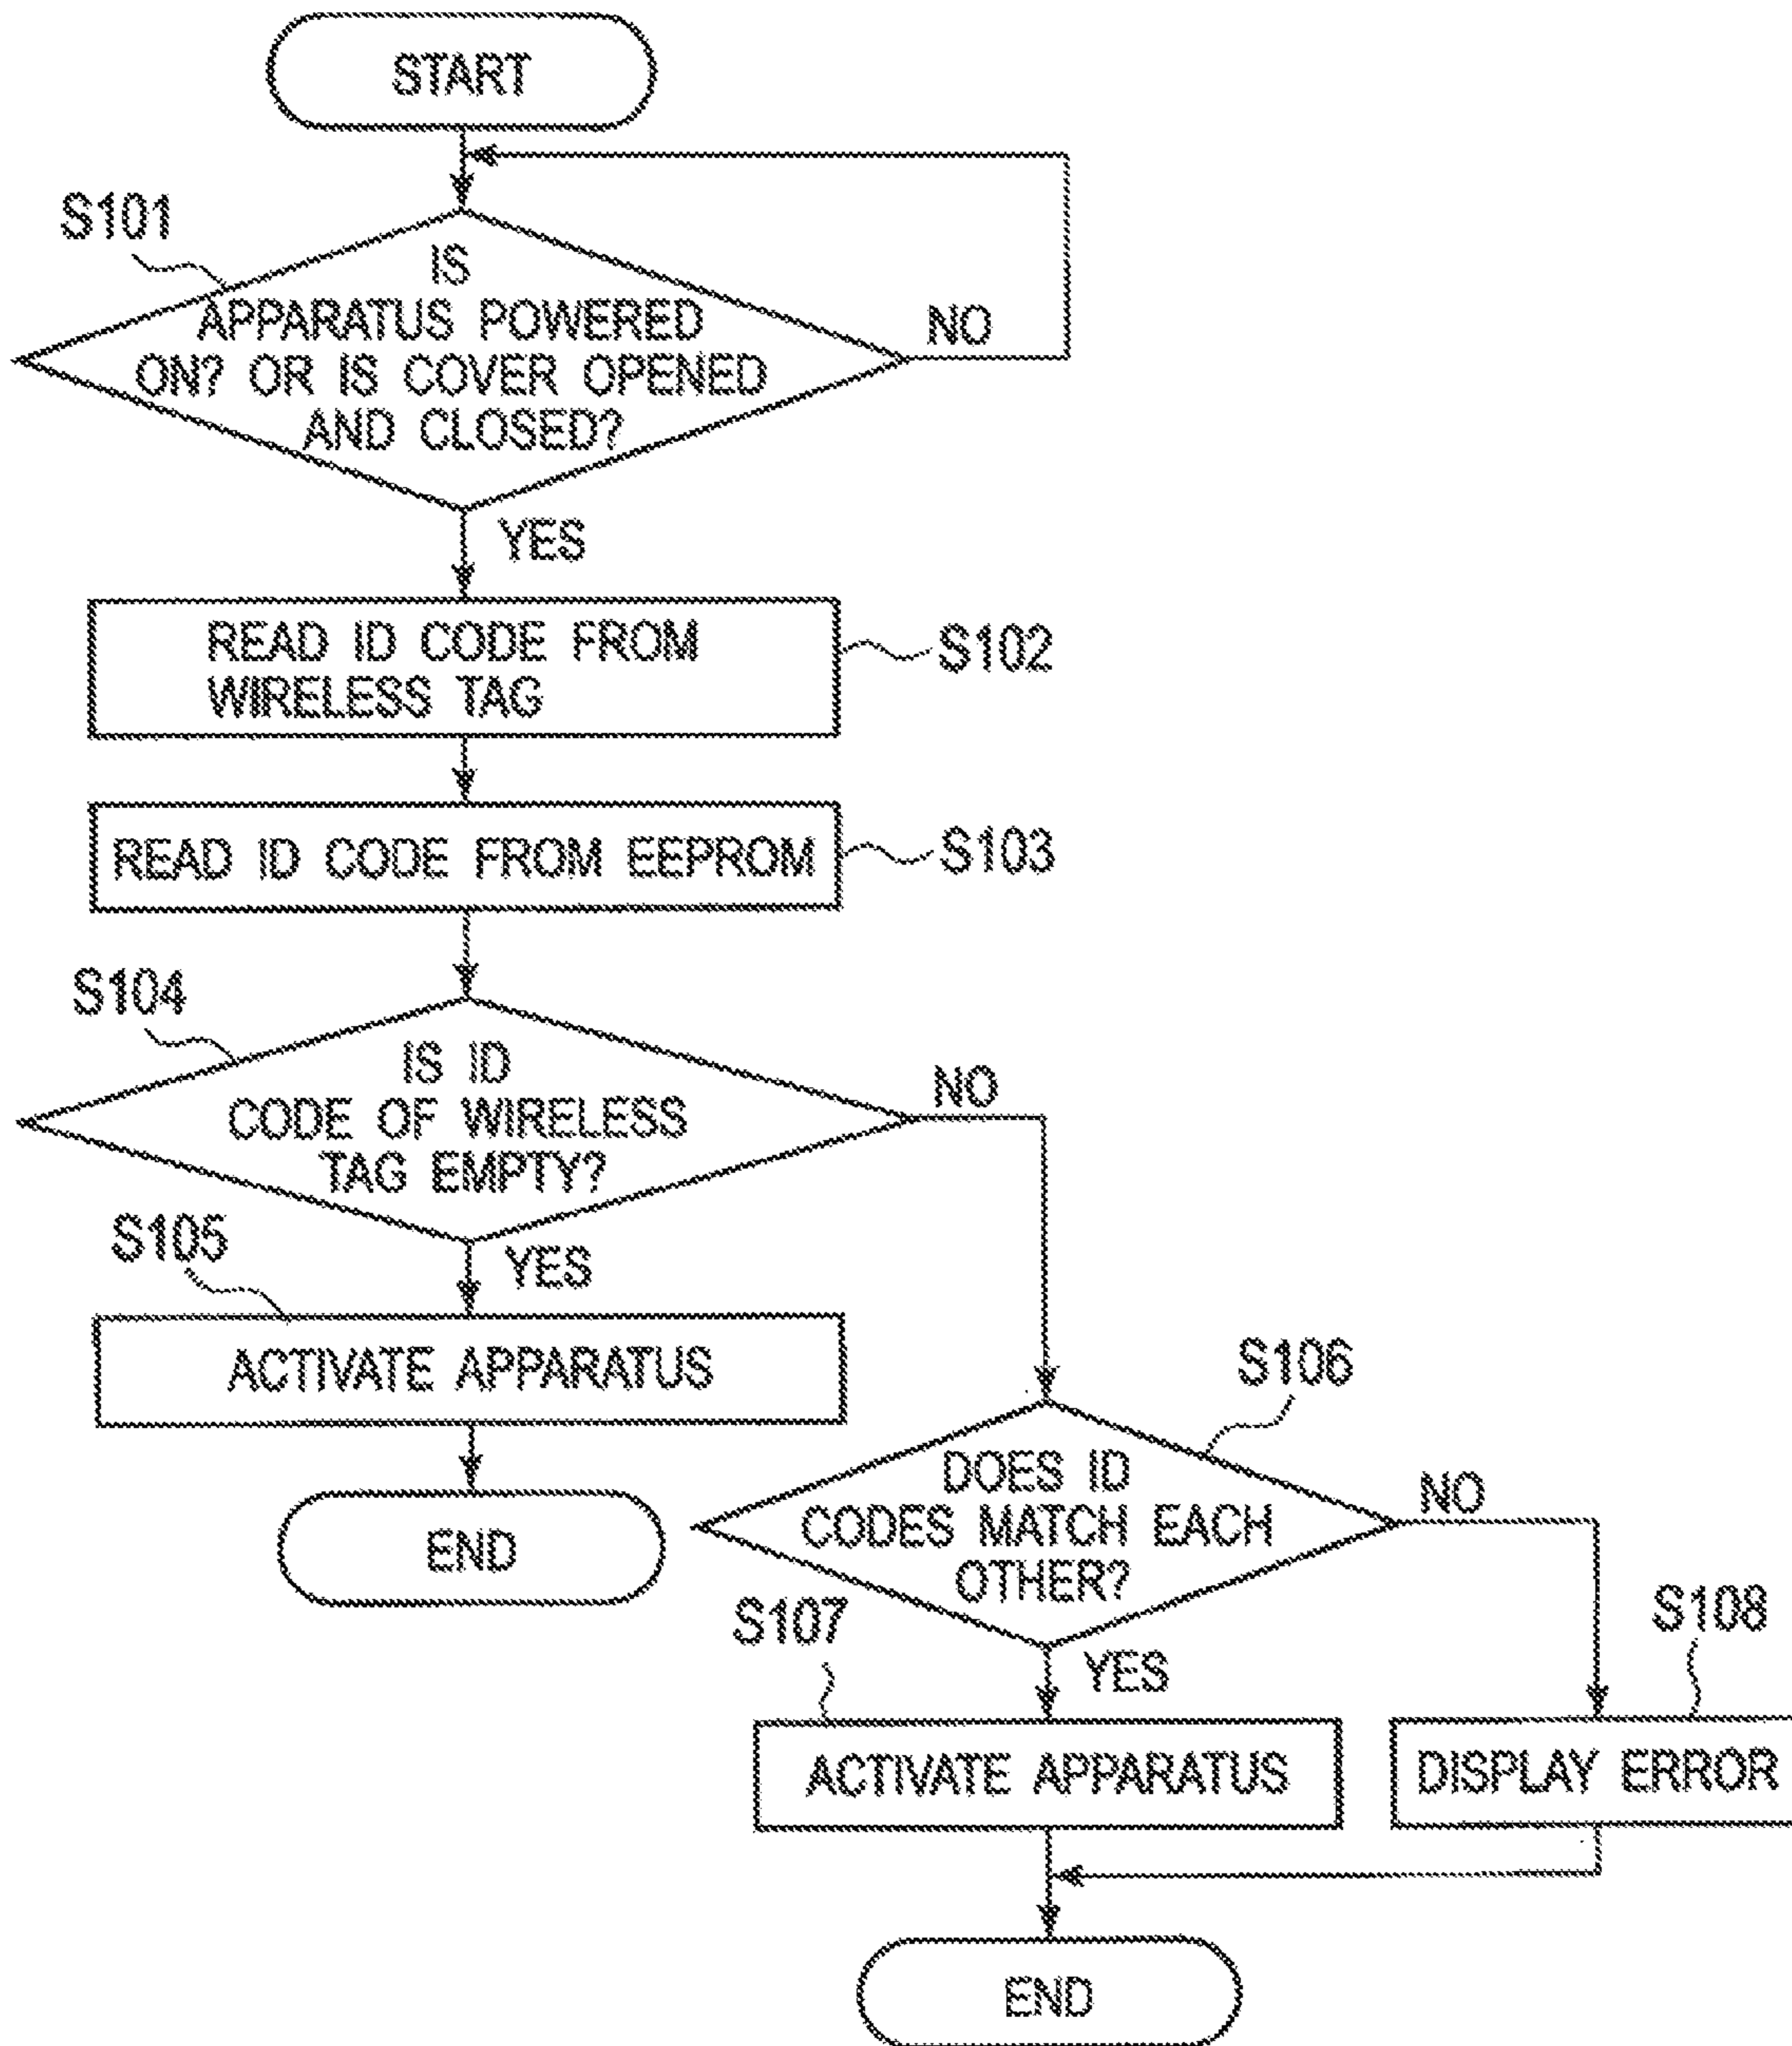 START
S101
IS
APPARATUS POWERED
ON? OR IS COVER OPENED
AND CLOSED?
NO
YES
READ ID CODE FROM
WIRELESS TAG
S102
READ ID CODE FROM EEPROM
S103
S104
IS ID
CODE OF WIRELESS
TAG EMPTY?
NO
YES
S105
ACTIVATE APPARATUS
END
S106
DOES ID
CODES MATCH EACH
OTHER?
NO
YES
S107
ACTIVATE APPARATUS
S108
DISPLAY ERROR
END